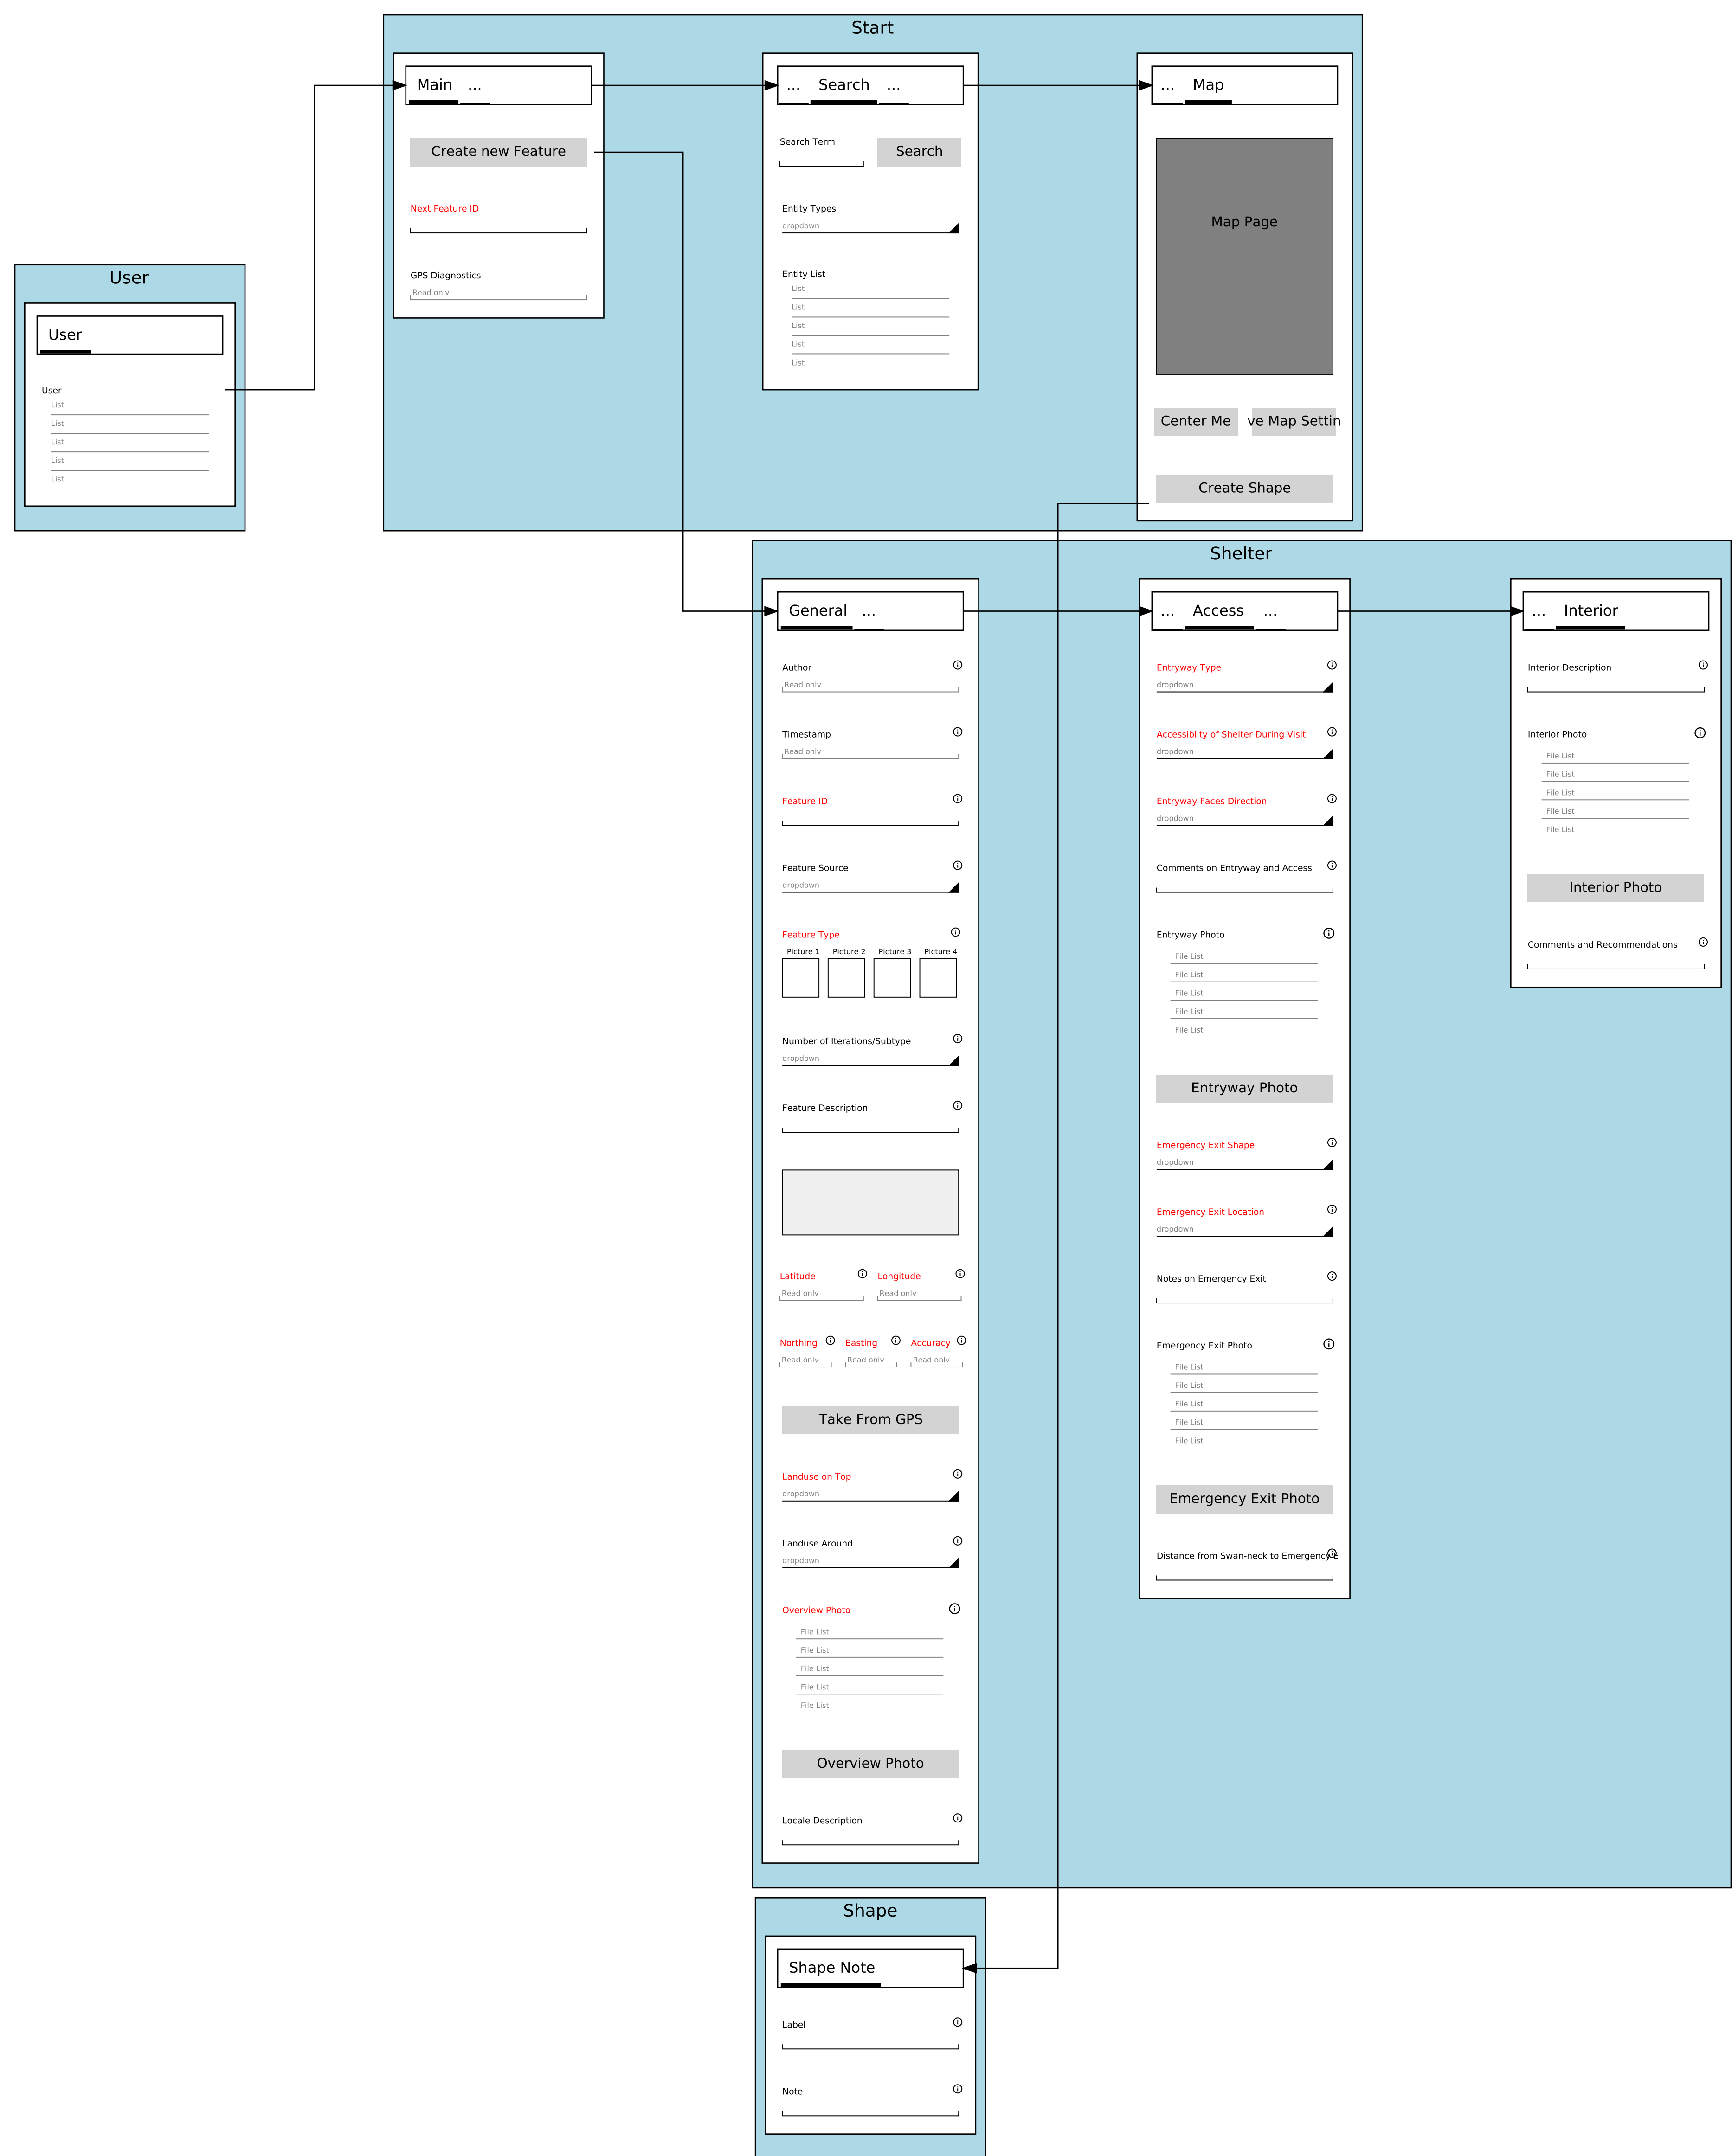 Start
Main ...
Create new Feature
Next Feature ID
GPS Diagnostics
Read only
... Search ...
Search Term
Search
Entity Types
dropdown
Entity List
List
List
List
List
List
... Map
Map Page
Center Me
ve Map Settin
Create Shape
User
User
User
List
List
List
List
List
Shelter
General ...
Author
Read only
Timestamp
Read only
Feature ID
Feature Source
dropdown
Feature Type
Picture 1 Picture 2 Picture 3 Picture 4
Number of Iterations/Subtype
dropdown
Feature Description
Latitude Longitude
Read only Read only
Northing Easting Accuracy
Read only Read only Read only
Take From GPS
Landuse on Top
dropdown
Landuse Around
dropdown
Overview Photo
File List
File List
File List
File List
File List
Overview Photo
Locale Description
... Access ...
Entryway Type
dropdown
Accessiblity of Shelter During Visit
dropdown
Entryway Faces Direction
dropdown
Comments on Entryway and Access
Entryway Photo
File List
File List
File List
File List
File List
Entryway Photo
Emergency Exit Shape
dropdown
Emergency Exit Location
dropdown
Notes on Emergency Exit
Emergency Exit Photo
File List
File List
File List
File List
File List
Emergency Exit Photo
Distance from Swan-neck to Emergency E
... Interior
Interior Description
Interior Photo
File List
File List
File List
File List
File List
Interior Photo
Comments and Recommendations
Shape
Shape Note
Label
Note